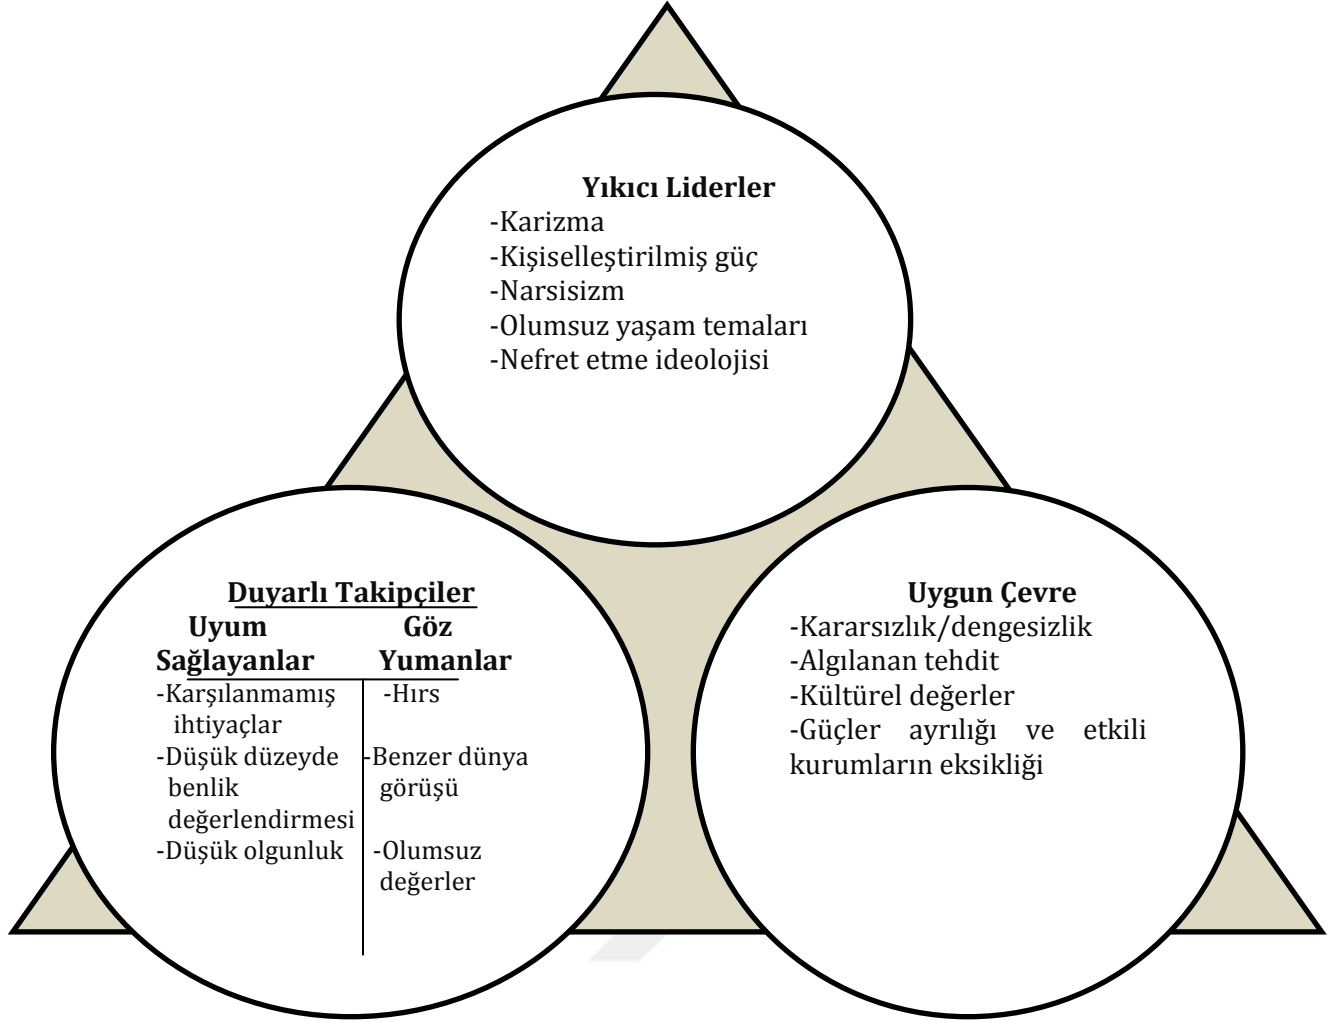 Yıkıcı Liderler
-Karizma
-Kişiselleştirilmiş güç
-Narsisizm
-Olumsuz yaşam temaları
-Nefret etme ideolojisi
Duyarlı Takipçiler
Uyum
Sağlayanlar
-Karşılanmamış
ihtiyaçlar
-Düşük düzeyde
benlik
değerlendirmesi
-Düşük olgunluk
Göz
Yumanlar
-Hırs
-Benzer dünya
görüşü
-Olumsuz
değerler
Uygun Çevre
-Kararsızlık/dengesizlik
-Algılanan tehdit
-Kültürel değerler
-Güçler ayrılığı ve etkili
kurumların eksikliği